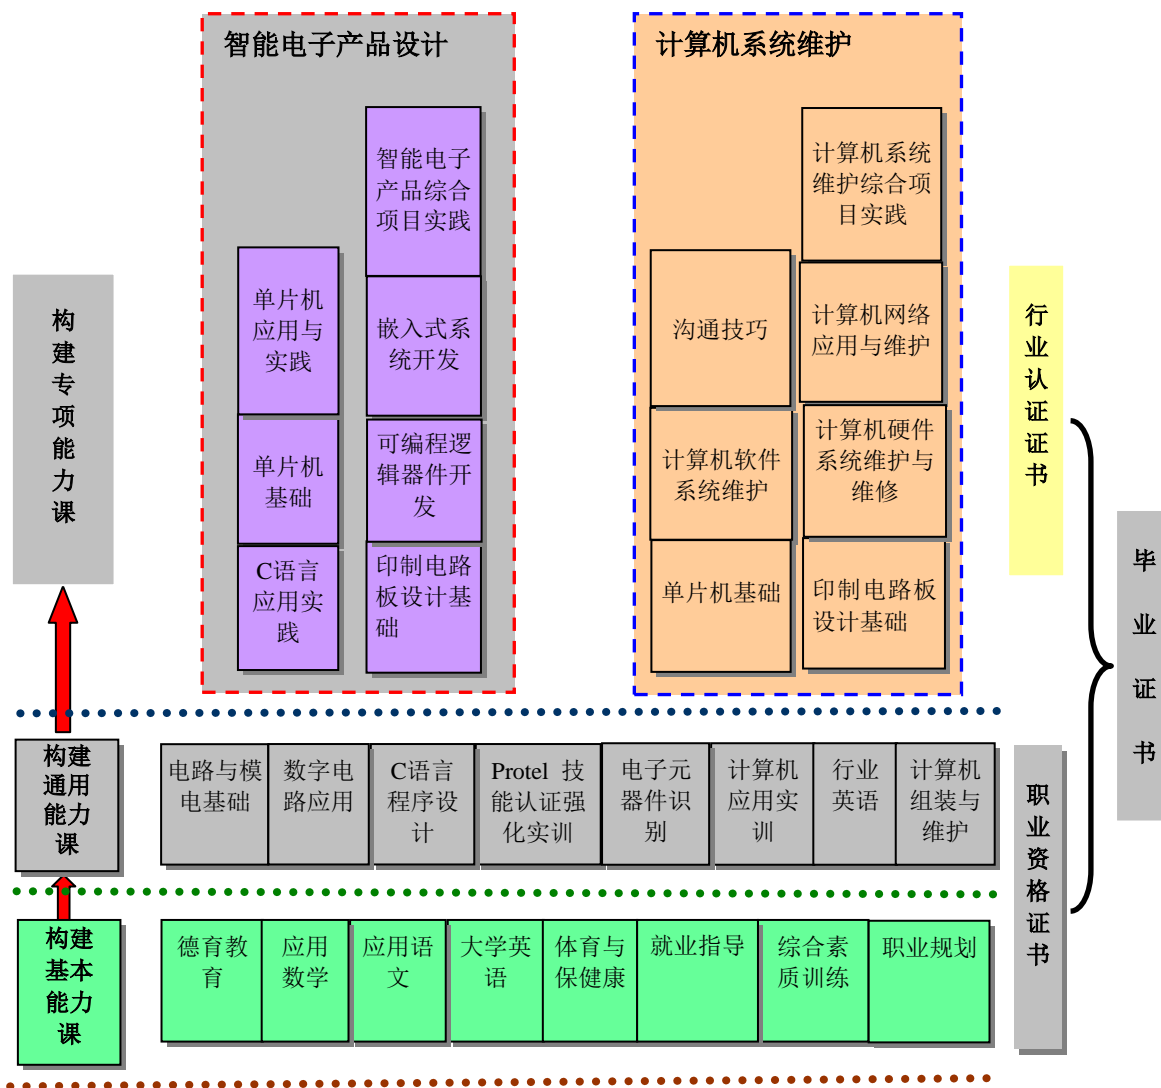 智能电子产品设计
计算机系统维护
智能电子
产品综合
项目实践
计算机系统
维护综合项
目实践
单片机
应用与
实践
嵌入式系
统开发
沟通技巧
计算机网络
应用与维护
单片机
基础
可编程逻
辑器件开
发
计算机软件
系统维护
计算机硬件
系统维护与
维修
C语言
应用实
践
印制电路
板设计基
础
单片机基础
印制电路板
设计基础
构
建
专
项
能
力
课
行
业
认
证
证
书
毕
业
证
书
构建
通用
能力
课
电路与模
电基础
数字电
路应用
C语言
程序设
计
Protel 技
能认证强
化实训
电子元
器件识
别
计算机
应用实
训
行业
英语
计算机
组装与
维护
职
业
资
格
证
书
构建
基本
能力
课
德育教
育
应用
数学
应用语
文
大学英
语
体育与
保健康
就业指导
综合素
质训练
职业规划